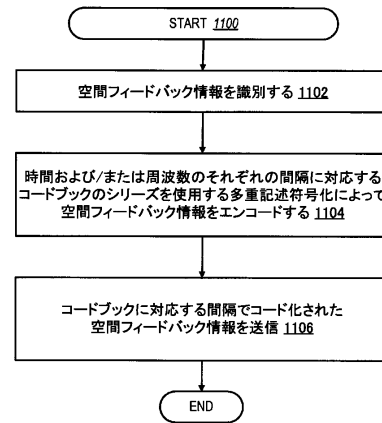 START 1100
空間フィードバック情報を識別する 1102
時間および/または周波数のそれぞれの間隔に対応する
コードブックのシリーズを使用する多重記述符号化によって
空間フィードバック情報をエンコードする 1104
コードブックに対応する間隔でコード化された
空間フィードバック情報を送信 1106
END